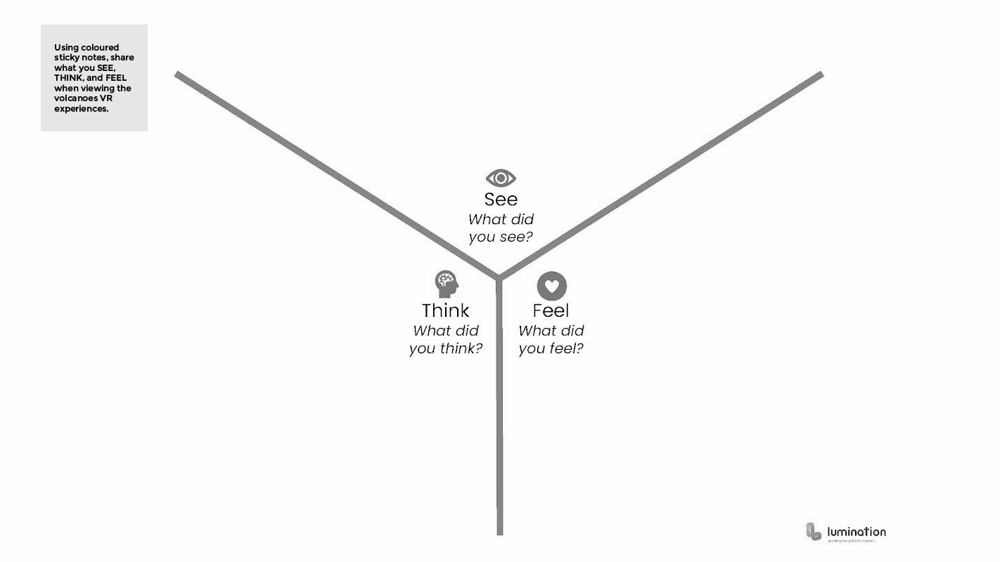 Using coloured
sticky notes, share
what you SEE,
THINK, and FEEL
when viewing the
volcanoes VR
experiences.
See
What did
you see?
Think
What did
you think?
Feel
What did
you feel?
lumination